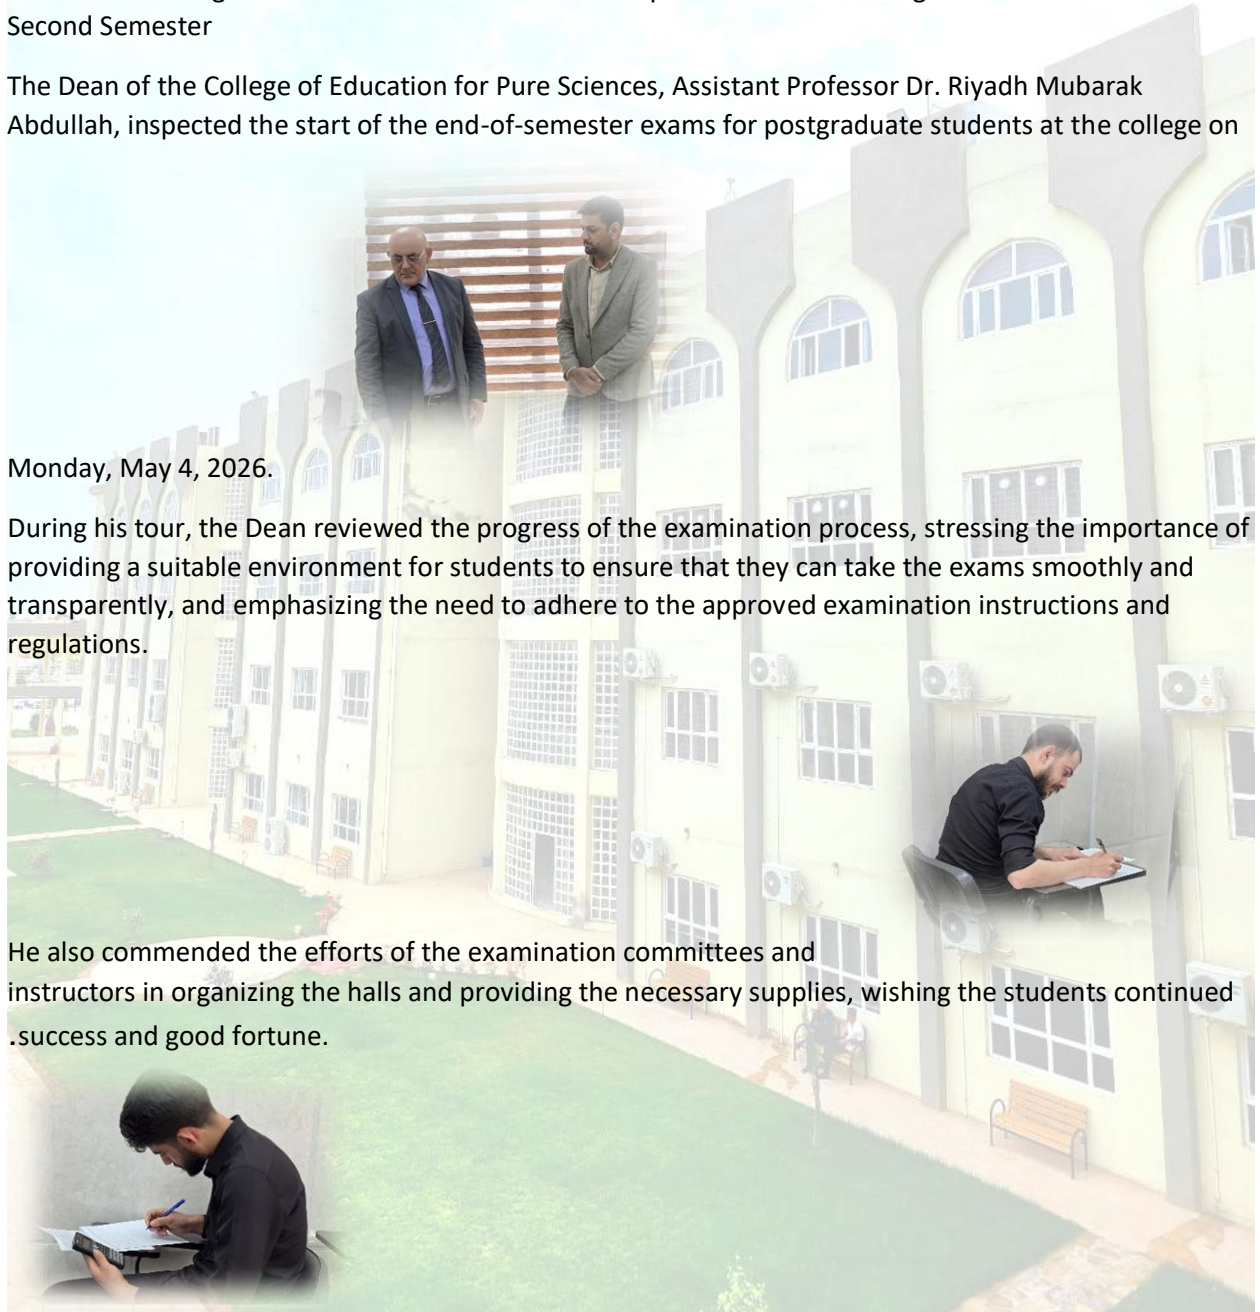 Second Semester
The Dean of the College of Education for Pure Sciences, Assistant Professor Dr. Riyadh Mubarak
Abdullah, inspected the start of the end-of-semester exams for postgraduate students at the college on
Monday, May 4, 2026.
During his tour, the Dean reviewed the progress of the examination process, stressing the importance of
providing a suitable environment for students to ensure that they can take the exams smoothly and
transparently, and emphasizing the need to adhere to the approved examination instructions and
regulations.
He also commended the efforts of the examination committees and
instructors in organizing the halls and providing the necessary supplies, wishing the students continued
.success and good fortune.